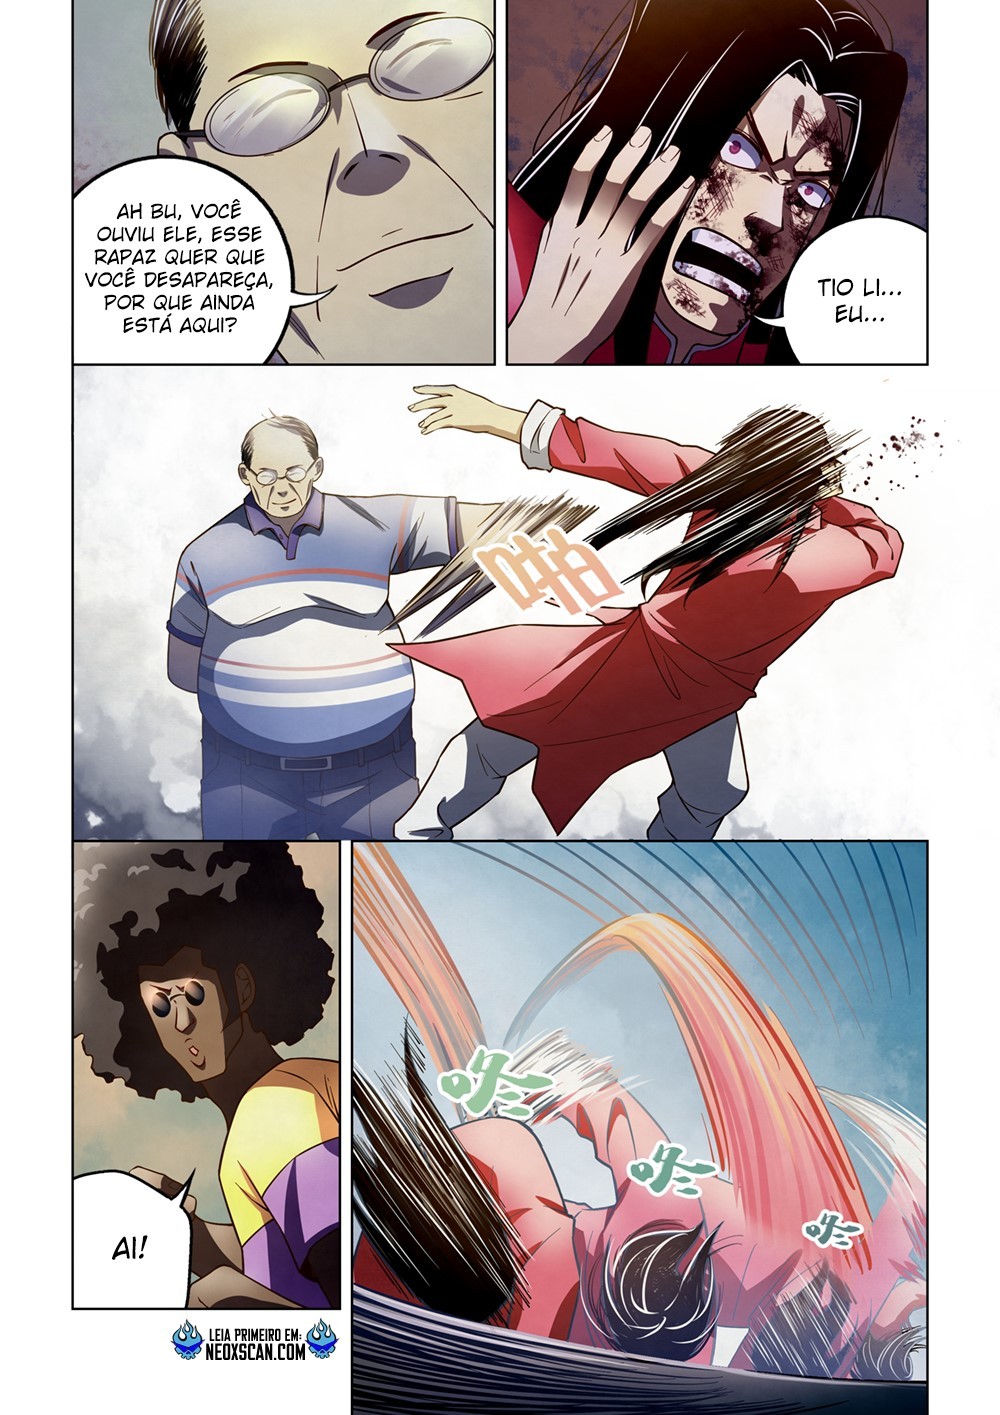 AH BU, VOCÊ
OUVIU ELE, ESSE
RAPAZ QUER QUE
VOCÊ DESAPAREÇA,
POR QUE AINDA
ESTÁ AQUI?
TIO LI...
EU...
啪
AI!
咚
咚
咚
LEIA PRIMEIRO EM:
NEOXSCAN.COM